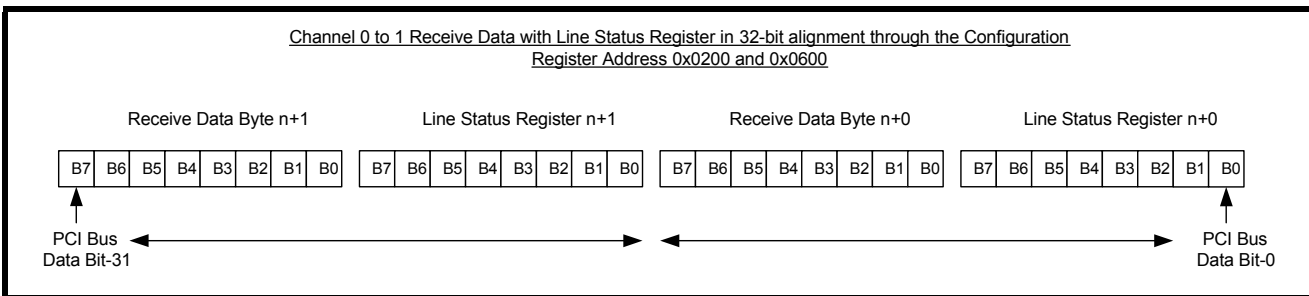 Channel 0 to 1 Receive Data with Line Status Register in 32-bit alignment through the Configuration
Register Address 0x0200 and 0x0600
Receive Data Byte n+1 Line Status Register n+1 Receive Data Byte n+0 Line Status Register n+0
B7 B6 B5 B4 B3 B2 B1 B0 B7 B6 B5 B4 B3 B2 B1 B0 B7 B6 B5 B4 B3 B2 B1 B0 B7 B6 B5 B4 B3 B2 B1 B0
PCI Bus
Data Bit-31
PCI Bus
Data Bit-0